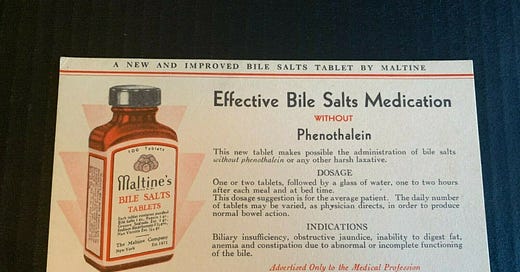 A NEW AND IMPROVED BILE SALTS TABLET BY MALTINE
Effective Bile Salts Medication
WITHOUT
Phenothalein
This new tablet makes possible the administration of bile salts
without phenothalein or any other harsh laxative.
DOSAGE
One or two tablets, followed by a glass of water, one to two hours
after each meal and at bed time.
This dosage suggestion is for the average patient. The daily number
of tablets may be varied, as physician directs, in order to produce
normal bowel action.
INDICATIONS
Biliary insufficiency, obstructive jaundice, inability to digest fat,
anemia and constipation due to abnormal or incomplete functioning
of the bile.
Advertised Only to the Medical Profession
100 Tablets
Maltine's
BILE SALTS
TABLETS
Each tablet contains
The Maltine Company
New York